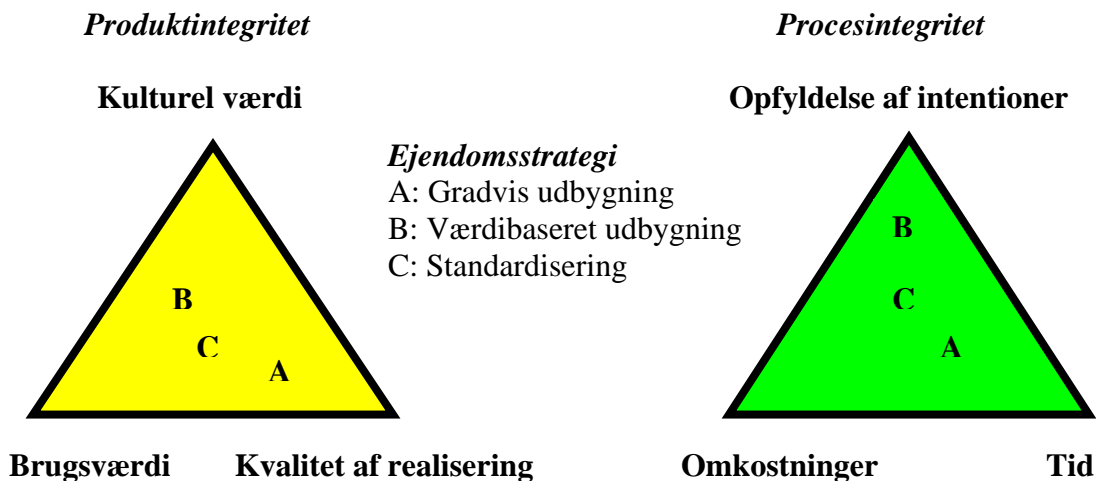 Produktintegritet
Procesintegritet
Kulturel værdi
Opfyldelse af intentioner
Ejendomsstrategi
A: Gradvis udbygning
B: Værdibaseret udbygning
C: Standardisering
B
C
A
B
C
A
Brugsværdi
Kvalitet af realisering
Omkostninger
Tid